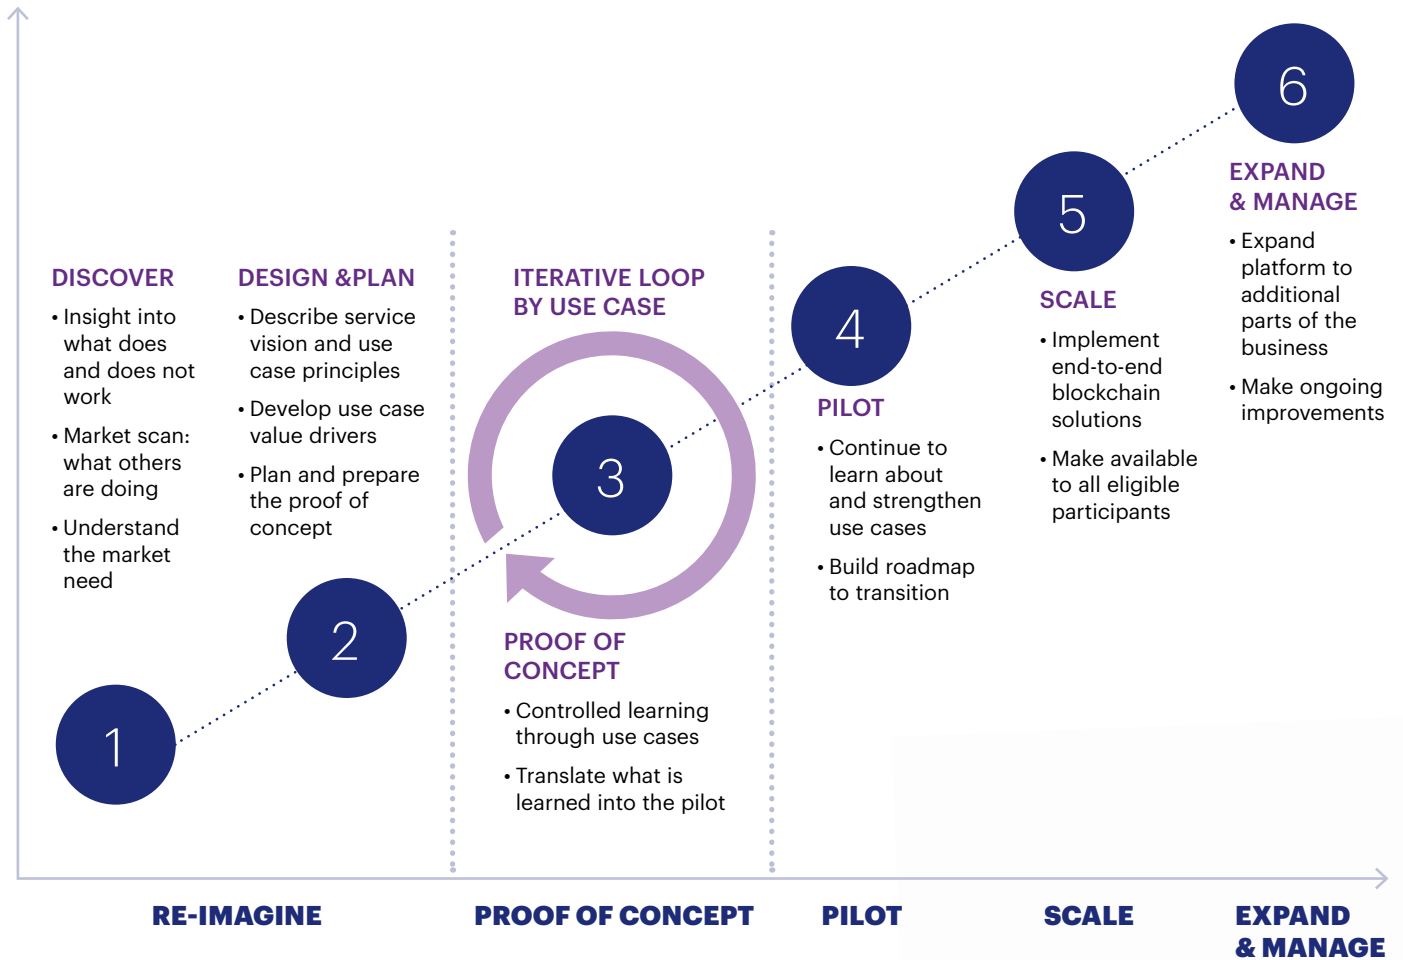 DISCOVER
• Insight into
what does
and does not
work
• Market scan:
what others
are doing
• Understand
the market
need
1
DESIGN &PLAN
• Describe service
vision and use
case principles
• Develop use case
value drivers
• Plan and prepare
the proof of
concept
2
ITERATIVE LOOP
BY USE CASE
3
PROOF OF
CONCEPT
• Controlled learning
through use cases
• Translate what is
learned into the pilot
4
PILOT
• Continue to
learn about
and strengthen
use cases
• Build roadmap
to transition
5
SCALE
• Implement
end-to-end
blockchain
solutions
• Make available
to all eligible
participants
6
EXPAND
& MANAGE
• Expand
platform to
additional
parts of the
business
• Make ongoing
improvements
RE-IMAGINE
PROOF OF CONCEPT
PILOT
SCALE
EXPAND
& MANAGE